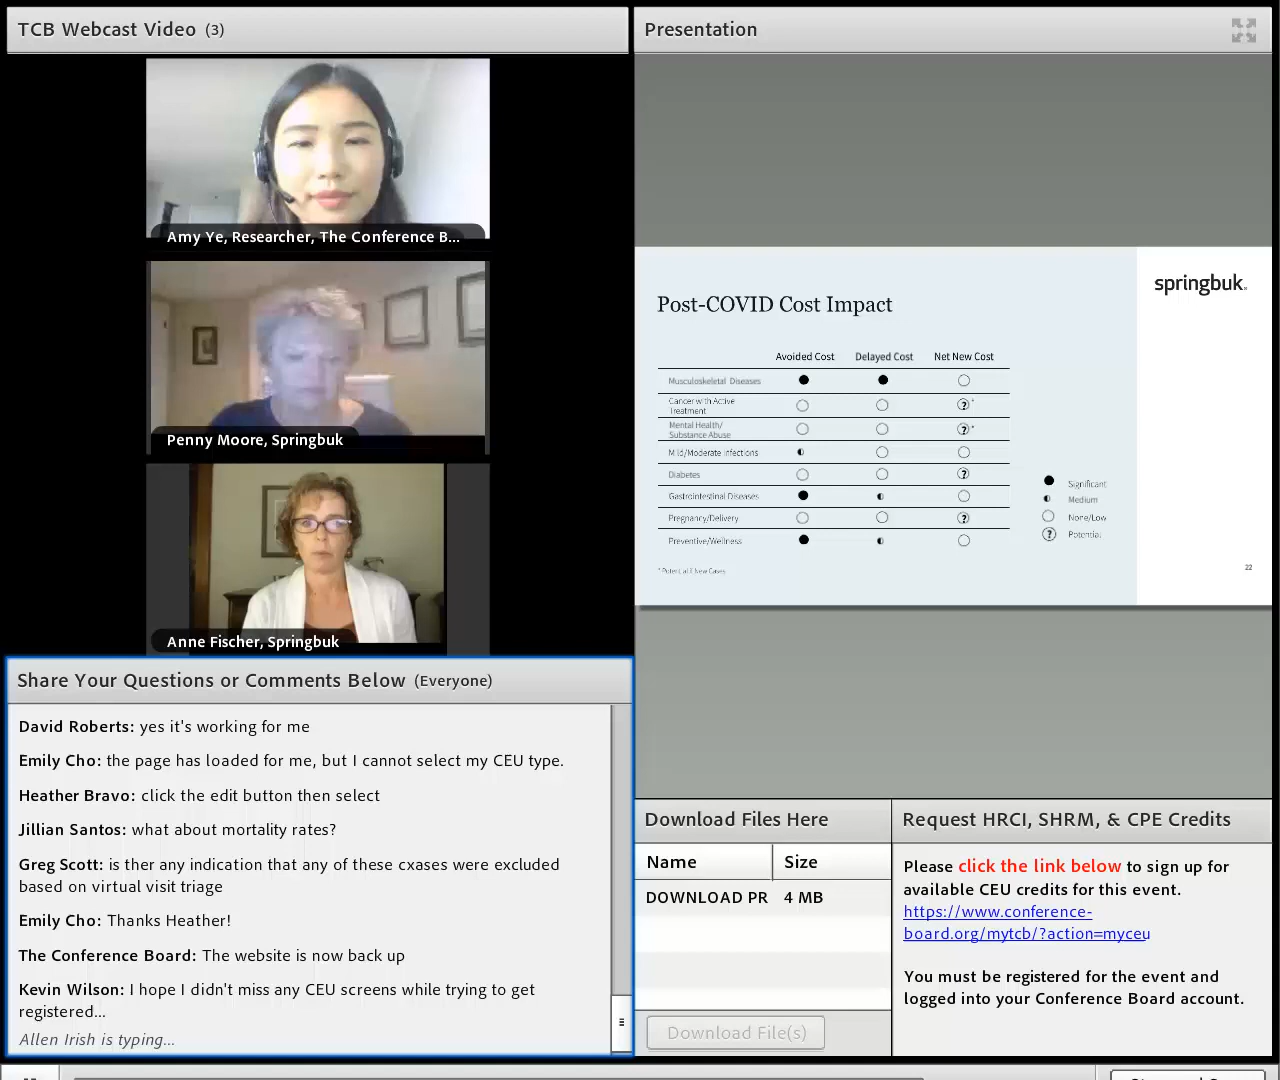 TCB Webcast Video (3)
Amy Ye, Researcher, The Conference B...
Penny Moore, Springbuk
Anne Fischer, Springbuk
Share Your Questions or Comments Below (Everyone)
David Roberts: yes it's working for me
Emily Cho: the page has loaded for me, but I cannot select my CEU type.
Heather Bravo: click the edit button then select
Jillian Santos: what about mortality rates?
Greg Scott: is ther any indication that any of these cxases were excluded
based on virtual visit triage
Emily Cho: Thanks Heather!
The Conference Board: The website is now back up
Kevin Wilson: I hope I didn't miss any CEU screens while trying to get
registered...
Allen Irish is typing...
Presentation
springbuk.
Post-COVID Cost Impact
Avoided Cost Delayed Cost Net New Cost
Musculoskeletal Diseases
Cancer with Active
Treatment ? *
Mental Health/
Substance Abuse ? *
Mild/Moderate Infections
Diabetes ?
Gastrointestinal Diseases
Pregnancy/Delivery ?
Preventive/Wellness
Significant
Medium
None/Low
? Potential
* Potential New Cases
22
Download Files Here
Name Size
DOWNLOAD PR 4 MB
Download File(s)
Request HRCI, SHRM, & CPE Credits
Please click the link below to sign up for
available CEU credits for this event.
https://www.conference-
board.org/mytcb/?action=myceu
You must be registered for the event and
logged into your Conference Board account.